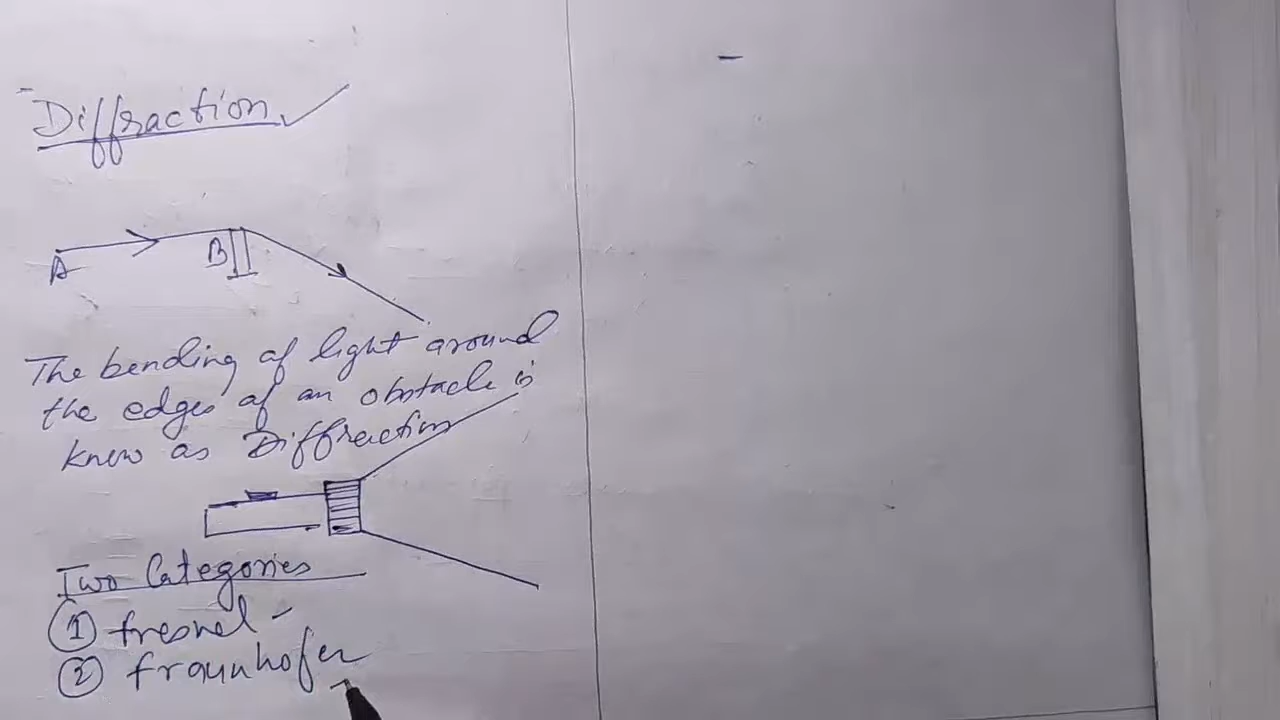 Diffraction
A
B
The bending of light around
the edges of an obstacle is
know as Diffraction
Two Categories
① fresnel -
② fraunhofer